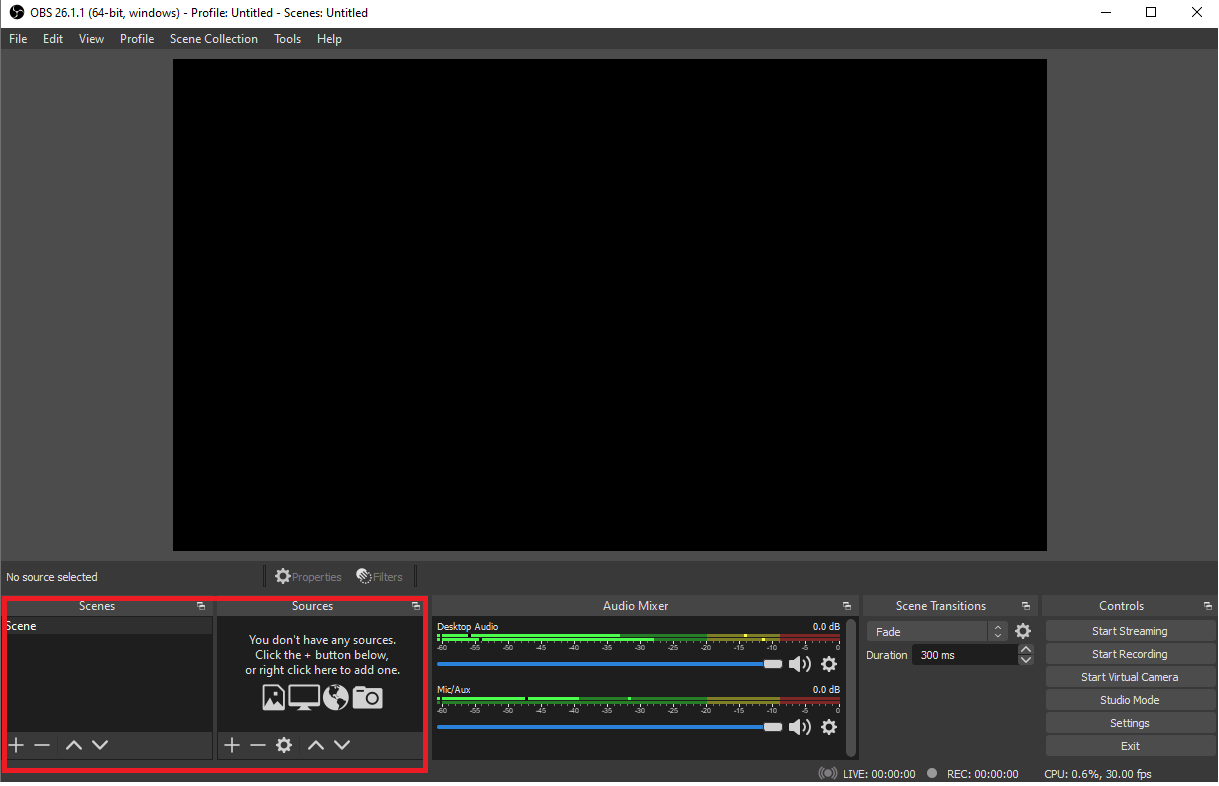 OBS 26.1.1 (64-bit, windows) - Profile: Untitled - Scenes: Untitled
File Edit View Profile Scene Collection Tools Help
No source selected
Properties
Filters
Scenes
Scene
Sources
You don't have any sources.
Click the + button below,
or right click here to add one.
Audio Mixer
Desktop Audio 0.0 dB
-60 -55 -50 -45 -40 -35 -30 -25 -20 -15 -10 -5 0
Mic/Aux 0.0 dB
-60 -55 -50 -45 -40 -35 -30 -25 -20 -15 -10 -5 0
Scene Transitions
Fade
Duration 300 ms
Controls
Start Streaming
Start Recording
Start Virtual Camera
Studio Mode
Settings
Exit
LIVE: 00:00:00 REC: 00:00:00 CPU: 0.6%, 30.00 fps